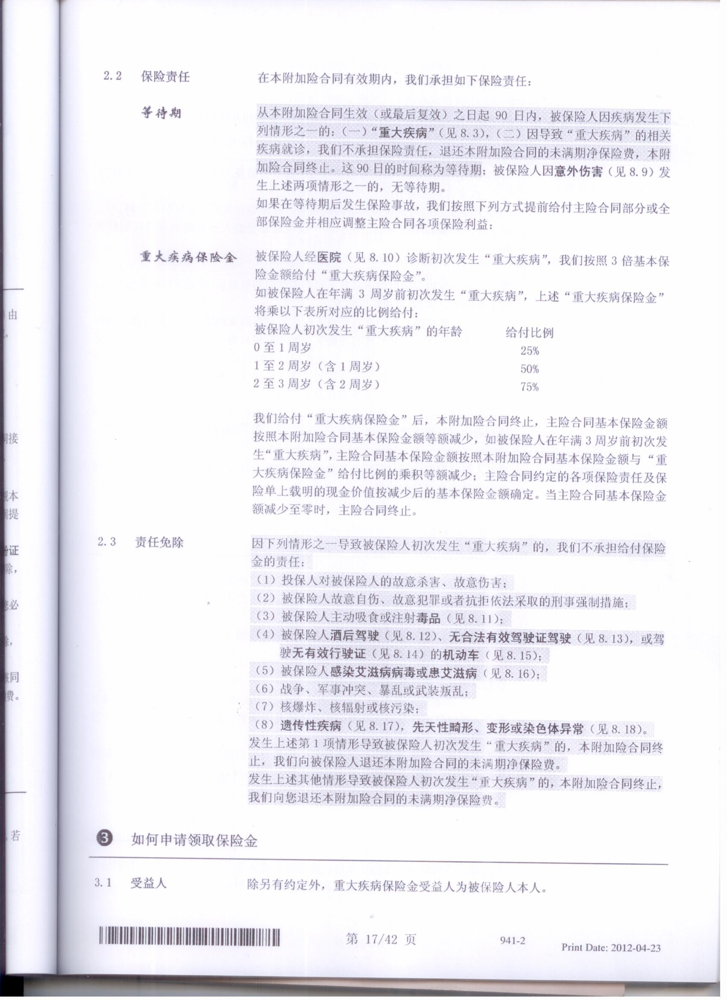 2.2 保险责任 在本附加险合同有效期内，我们承担如下保险责任：
等待期 从本附加险合同生效（或最后复效）之日起 90 日内，被保险人因疾病发生下
列情形之一的：（一）“重大疾病”（见 8.3），（二）因导致“重大疾病”的相关
疾病就诊，我们不承担保险责任，退还本附加险合同的未满期净保险费，本附
加险合同终止。这 90 日的时间称为等待期；被保险人因意外伤害（见 8.9）发
生上述两项情形之一的，无等待期。
如果在等待期后发生保险事故，我们按照下列方式提前给付主险合同部分或全
部保险金并相应调整主险合同各项保险利益：
重大疾病保险金 被保险人经医院（见 8.10）诊断初次发生“重大疾病”，我们按照 3 倍基本保
险金额给付“重大疾病保险金”。
如被保险人在年满 3 周岁前初次发生“重大疾病”，上述“重大疾病保险金”
将乘以下表所对应的比例给付：
被保险人初次发生“重大疾病”的年龄 给付比例
0 至 1 周岁 25%
1 至 2 周岁（含 1 周岁） 50%
2 至 3 周岁（含 2 周岁） 75%
我们给付“重大疾病保险金”后，本附加险合同终止，主险合同基本保险金额
按照本附加险合同基本保险金额等额减少，如被保险人在年满 3 周岁前初次发
生“重大疾病”，主险合同基本保险金额按照本附加险合同基本保险金额与“重
大疾病保险金”给付比例的乘积等额减少；主险合同约定的各项保险责任及保
险单上载明的现金价值按减少后的基本保险金额确定。当主险合同基本保险金
额减少至零时，主险合同终止。
2.3 责任免除 因下列情形之一导致被保险人初次发生“重大疾病”的，我们不承担给付保险
金的责任：
（1）投保人对被保险人的故意杀害、故意伤害；
（2）被保险人故意自伤、故意犯罪或者抗拒依法采取的刑事强制措施；
（3）被保险人主动吸食或注射毒品（见 8.11）；
（4）被保险人酒后驾驶（见 8.12）、无合法有效驾驶证驾驶（见 8.13），或驾
驶无有效行驶证（见 8.14）的机动车（见 8.15）；
（5）被保险人感染艾滋病病毒或患艾滋病（见 8.16）；
（6）战争、军事冲突、暴乱或武装叛乱；
（7）核爆炸、核辐射或核污染；
（8）遗传性疾病（见 8.17），先天性畸形、变形或染色体异常（见 8.18）。
发生上述第 1 项情形导致被保险人初次发生“重大疾病”的，本附加险合同终
止，我们向被保险人退还本附加险合同的未满期净保险费。
发生上述其他情形导致被保险人初次发生“重大疾病”的，本附加险合同终止，
我们向您退还本附加险合同的未满期净保险费。
3 如何申请领取保险金
3.1 受益人 除另有约定外，重大疾病保险金受益人为被保险人本人。
第 17/42 页 941-2 Print Date: 2012-04-23